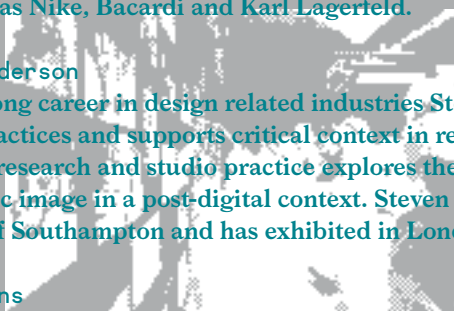 as Nike, Bacardi and Karl Lagerfeld.
derson
ong career in design related industries St
actices and supports critical context in re
research and studio practice explores the
c image in a post-digital context. Steven
f Southampton and has exhibited in Lon
ns